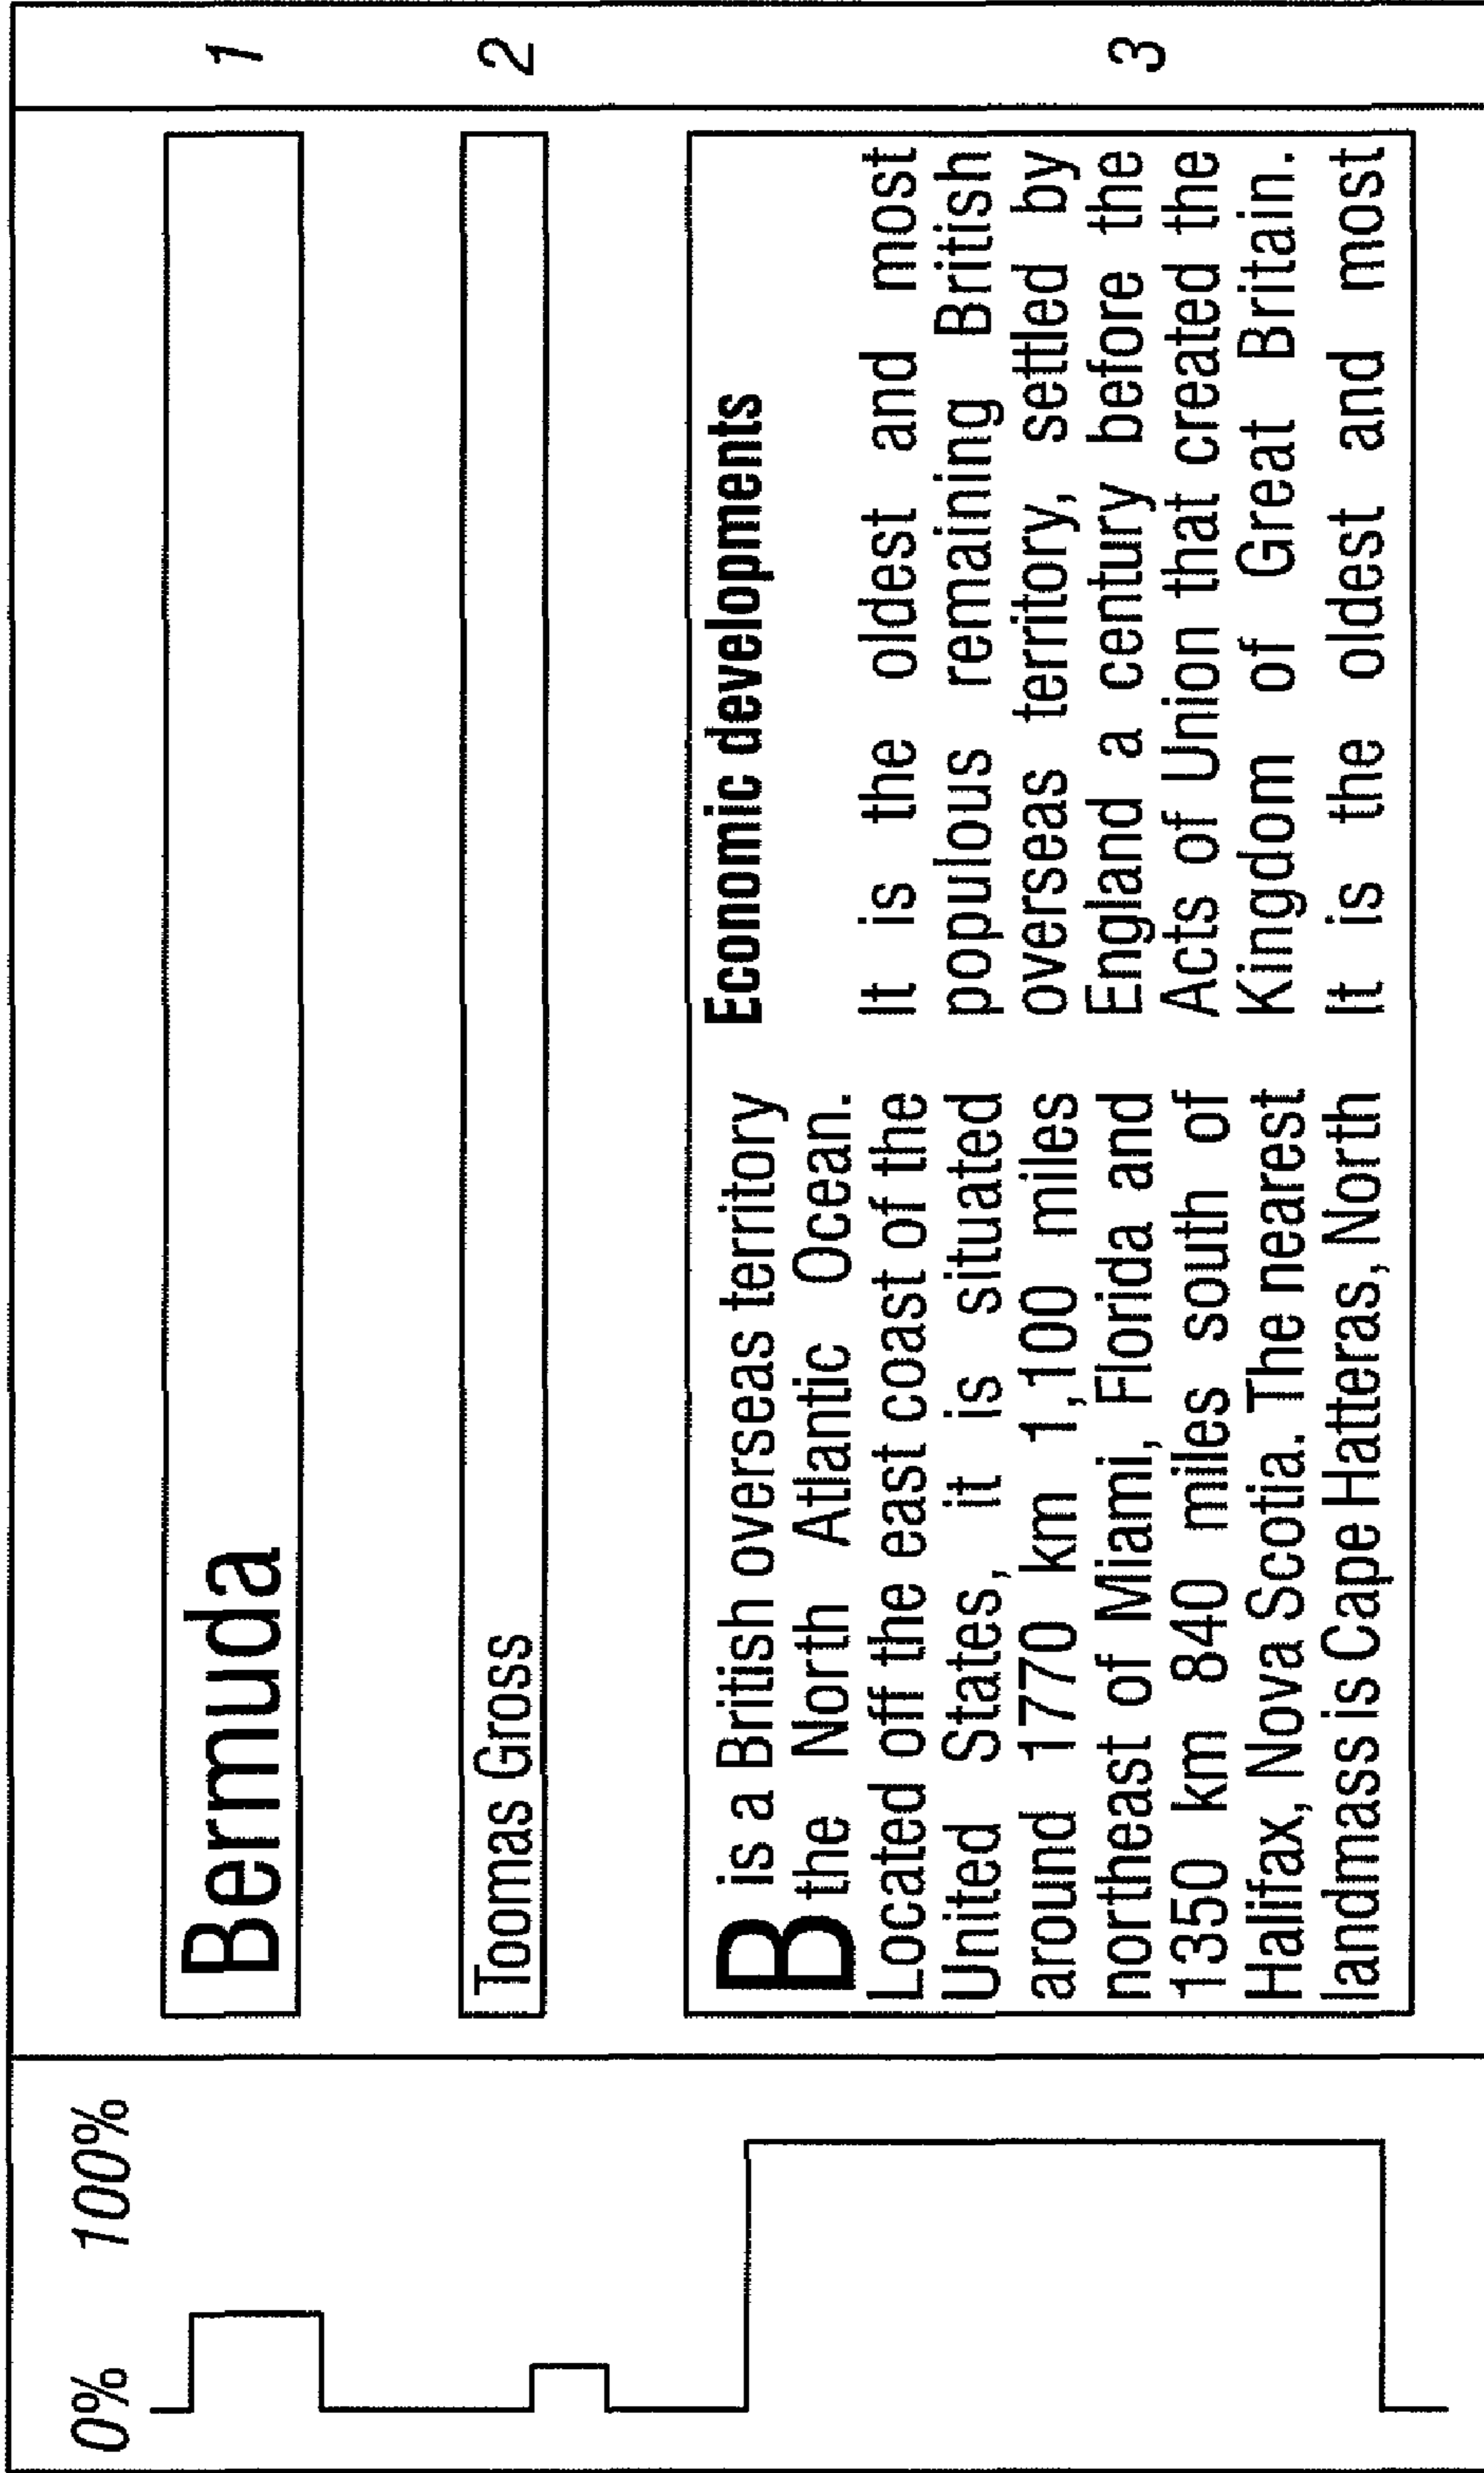 0% 100%
Bermuda
1
Toomas Gross
2
B is a British overseas territory
the North Atlantic Ocean.
Located off the east coast of the
United States, it is situated
around 1770 km 1,100 miles
northeast of Miami, Florida and
1350 km 840 miles south of
Halifax, Nova Scotia. The nearest
landmass is Cape Hatteras, North
Economic developments
It is the oldest and most
populous remaining British
overseas territory, settled by
England a century before the
Acts of Union that created the
Kingdom of Great Britain.
It is the oldest and most
3